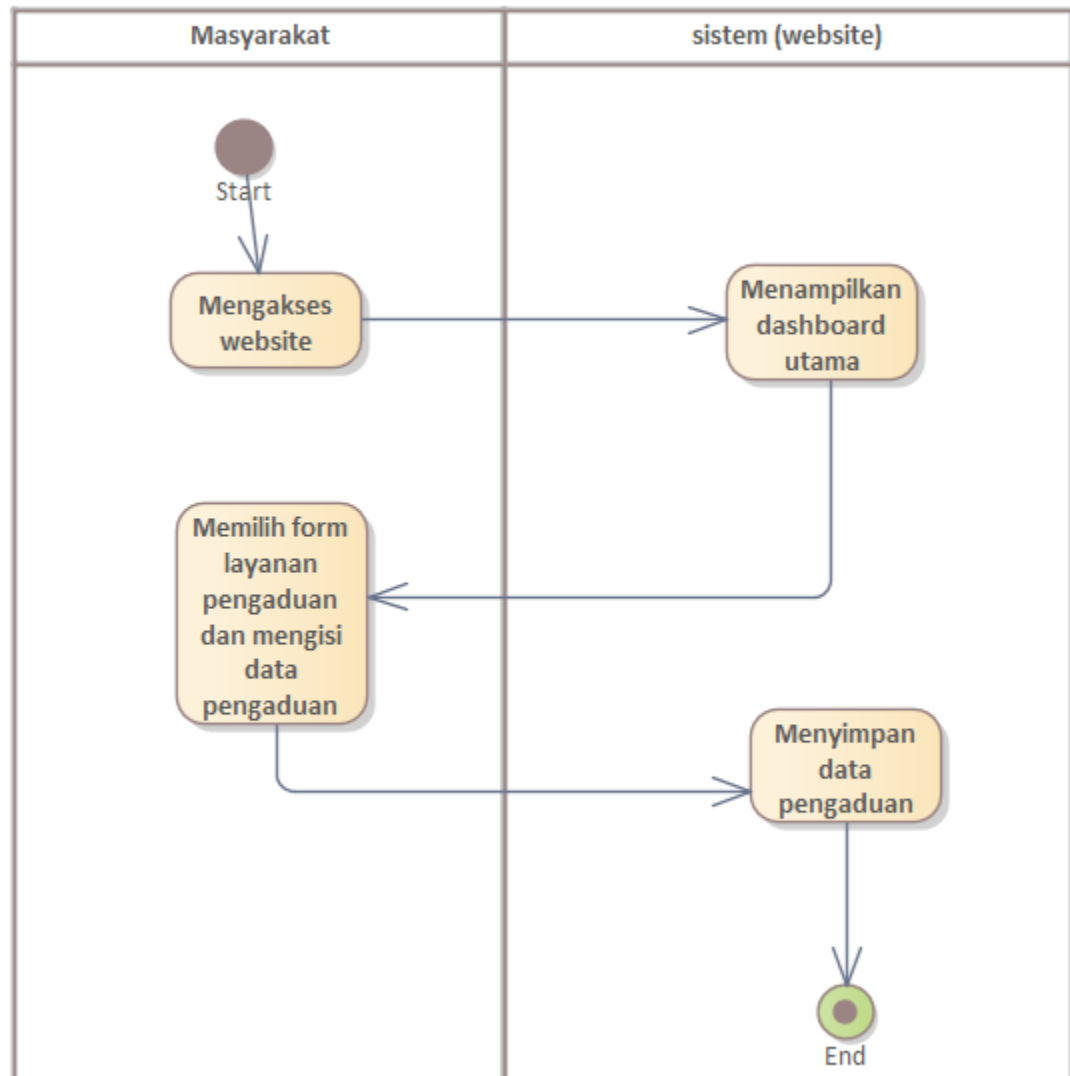 Masyarakat
sistem (website)
Start
Mengakses
website
Menampilkan
dashboard
utama
Memilih form
layanan
pengaduan
dan mengisi
data
pengaduan
Menyimpan
data
pengaduan
End